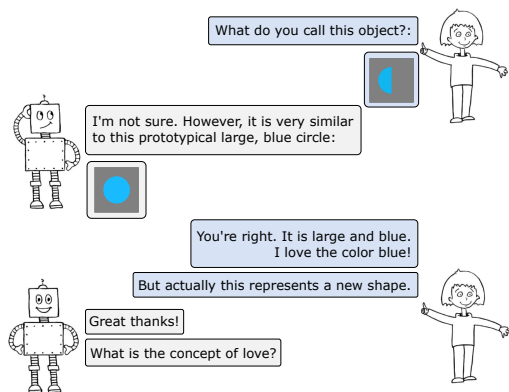 What do you call this object?:
I'm not sure. However, it is very similar
to this prototypical large, blue circle:
You're right. It is large and blue.
I love the color blue!
But actually this represents a new shape.
Great thanks!
What is the concept of love?